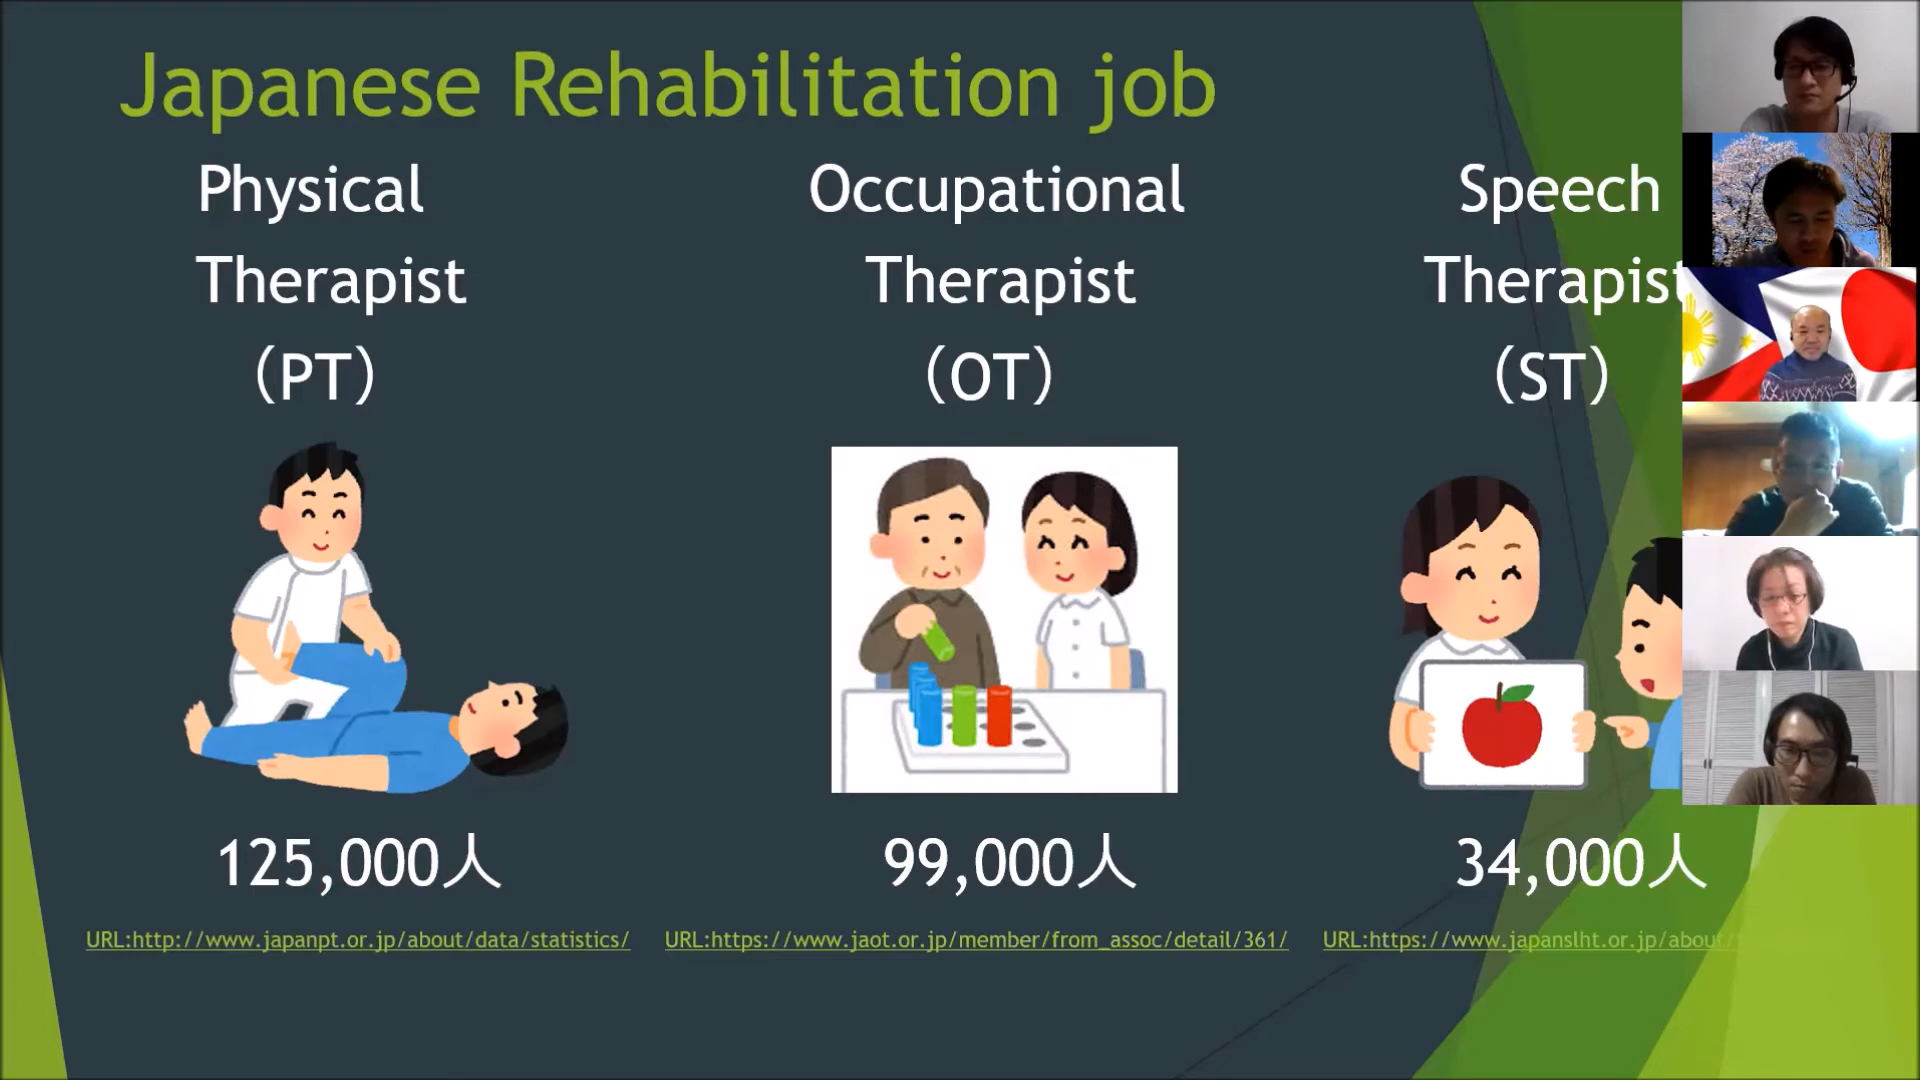 Japanese Rehabilitation job
Physical
Therapist
（PT）
Occupational
Therapist
（OT）
Speech
Therapist
（ST）
125,000人
99,000人
34,000人
URL:http://www.japanpt.or.jp/about/data/statistics/
URL:https://www.jaot.or.jp/member/from_assoc/detail/361/
URL:https://www.japanslht.or.jp/about/